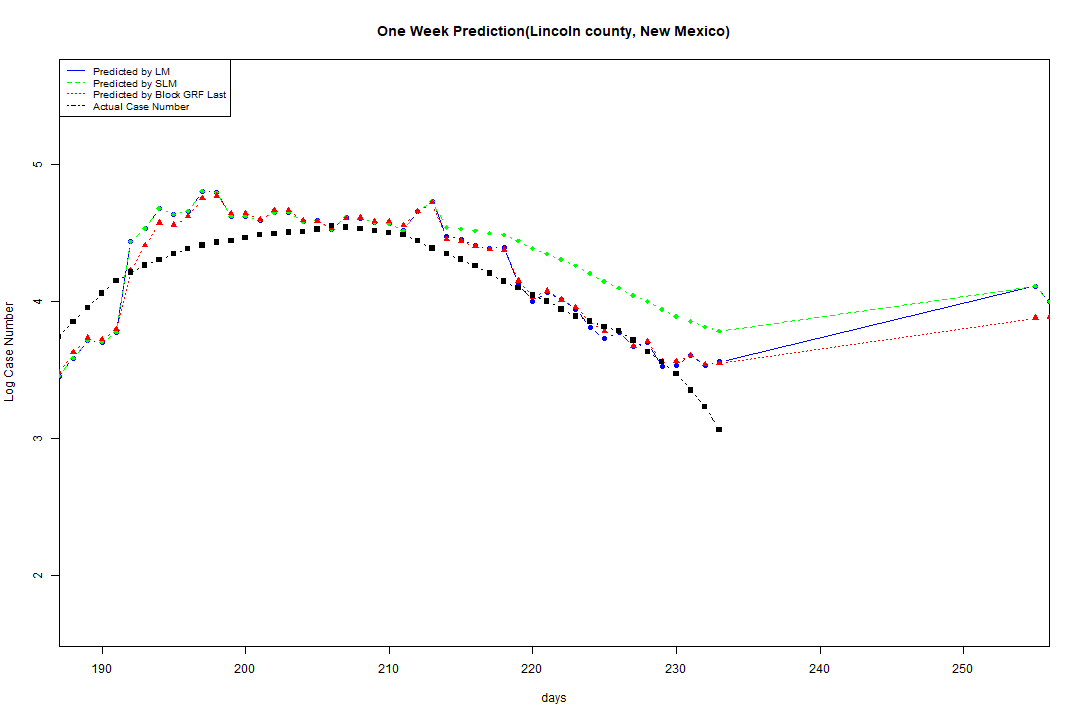 One Week Prediction(Lincoln county, New Mexico)
Predicted by LM
Predicted by SLM
Predicted by Block GRF Last
Actual Case Number
5
4
3
2
Log Case Number
190 200 210 220 230 240 250
days